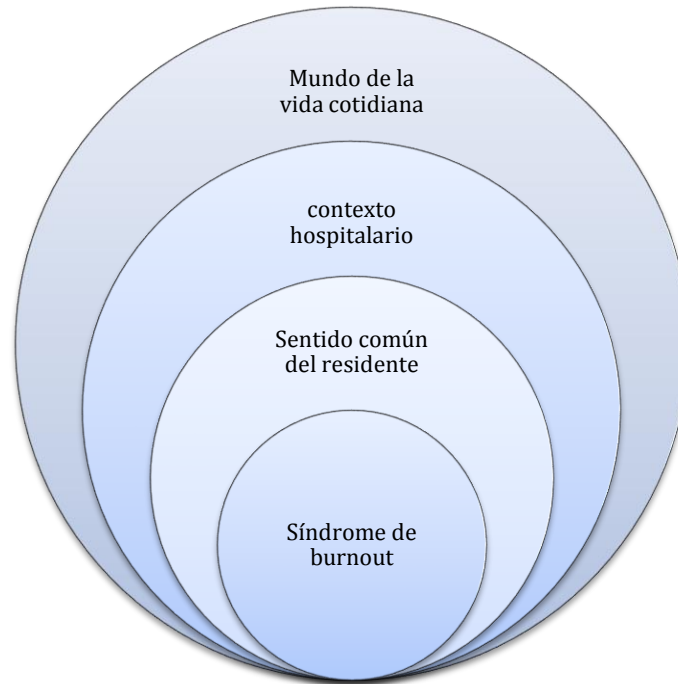 Mundo de la
vida cotidiana
contexto
hospitalario
Sentido común
del residente
Síndrome de
burnout